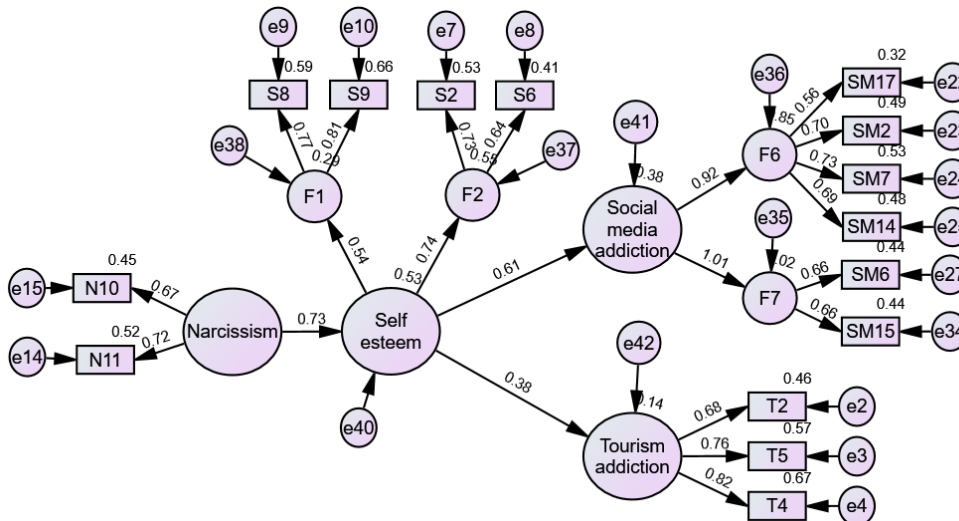 e9
e10
e7
e8
0.59
0.66
0.53
0.41
S8
S9
S2
S6
0.77
0.81
0.73
0.64
e38
0.29
0.55
e37
F1
F2
0.54
0.74
e41
0.38
Social
media
addiction
0.92
1.01
e36
.85
F6
0.56
0.70
0.73
0.69
0.32
SM17
0.49
SM2
e23
0.53
SM7
e24
0.48
SM14
e35
.02
F7
0.66
0.66
0.44
SM6
e27
0.44
SM15
e34
0.45
e15
N10
0.67
0.52
e14
N11
0.72
Narcissism
0.73
0.53
Self
esteem
0.61
0.38
e40
e42
0.14
Tourism
addiction
0.68
0.76
0.82
0.46
T2
e2
0.57
T5
e3
0.67
T4
e4